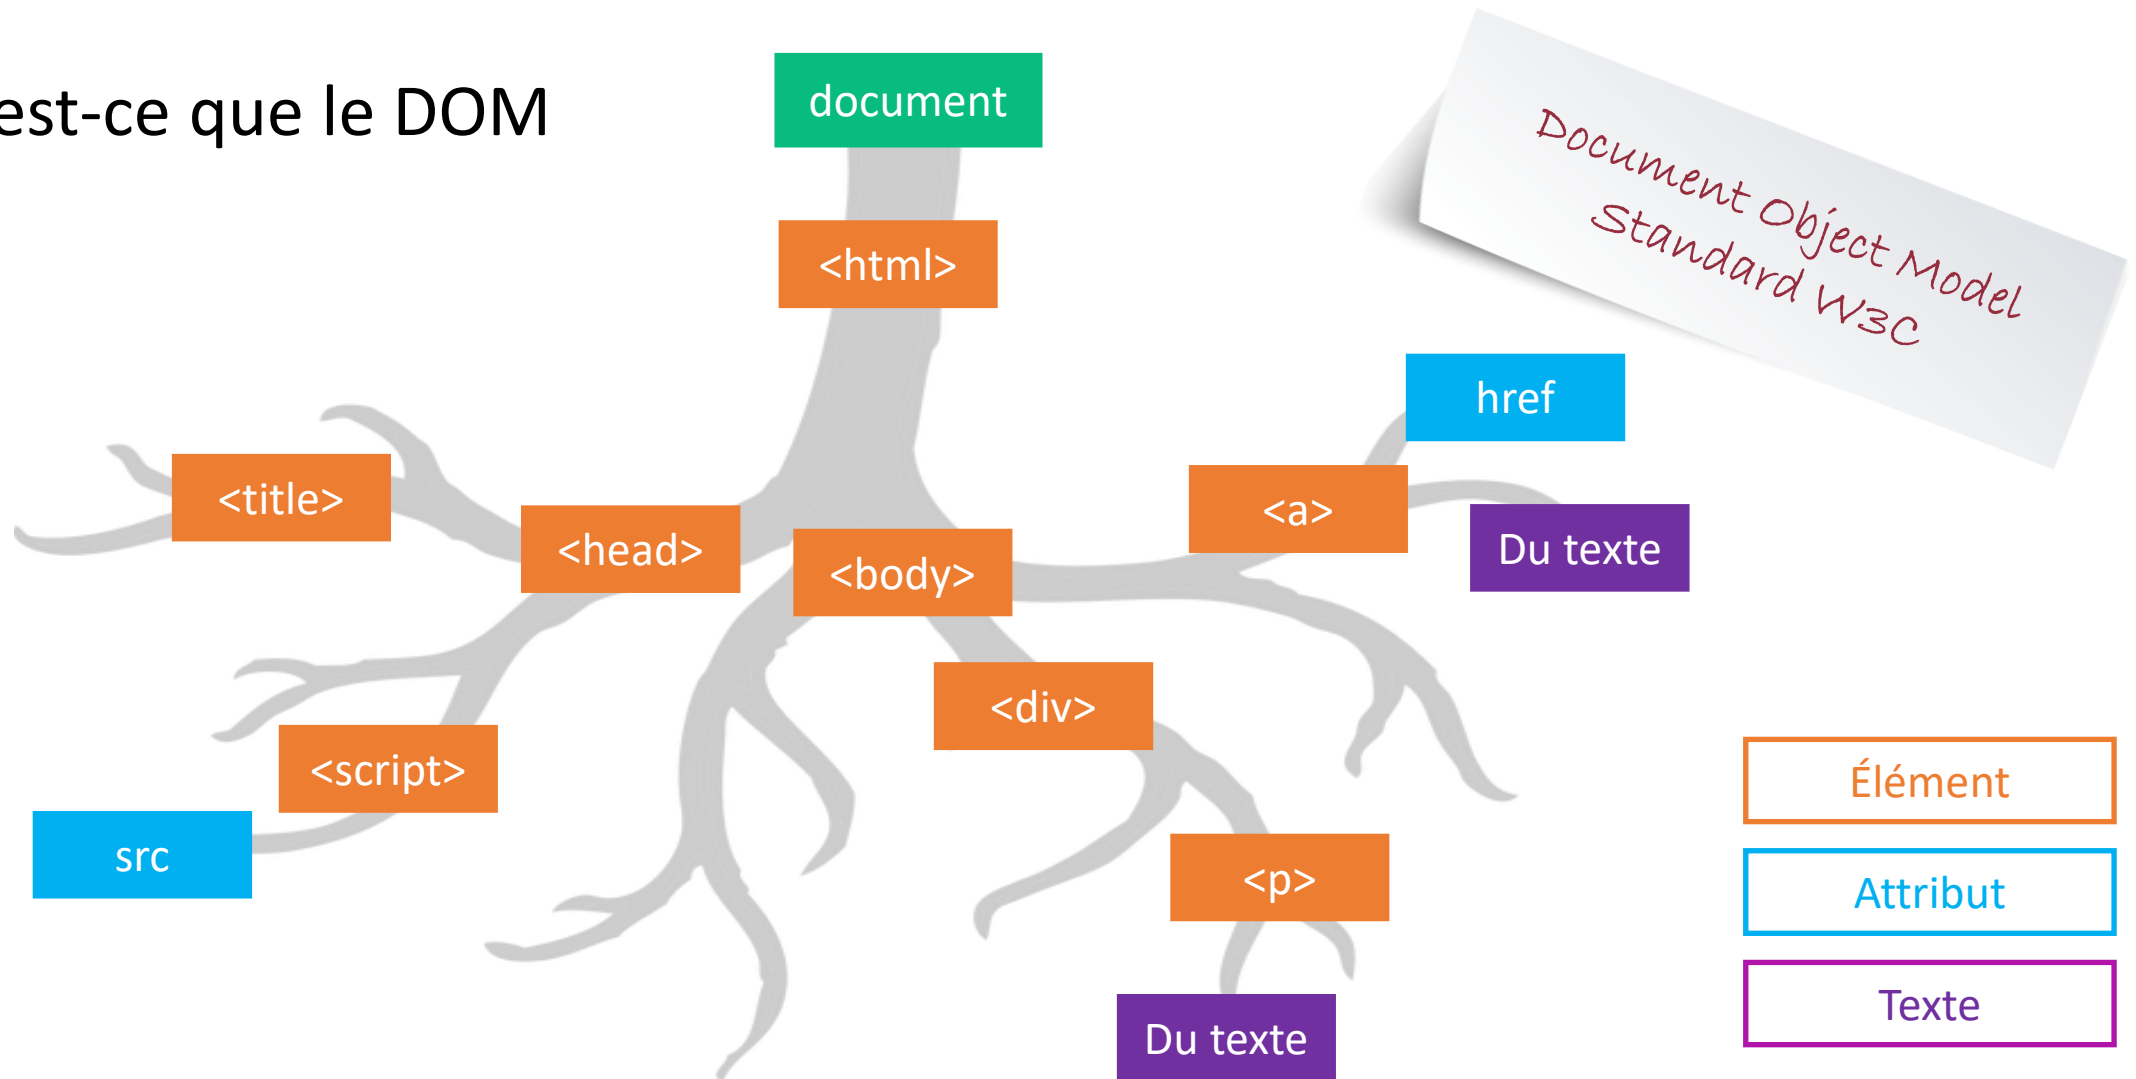 est-ce que le DOM
document
Document Object Model
Standard W3C
<html>
href
<title>
<head>
<body>
<a>
Du texte
<div>
<script>
src
<p>
Du texte
Élément
Attribut
Texte